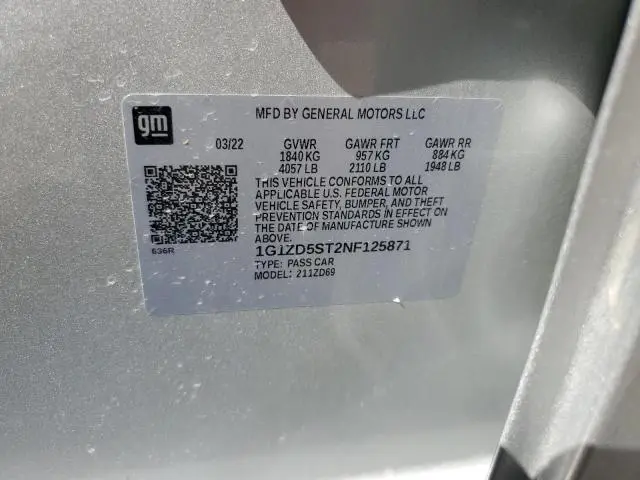 gm
MFD BY GENERAL MOTORS LLC
03/22 GVWR GAWR FRT GAWR RR
1840 KG 957 KG 884 KG
4057 LB 2110 LB 1948 LB
THIS VEHICLE CONFORMS TO ALL
APPLICABLE U.S. FEDERAL MOTOR
VEHICLE SAFETY, BUMPER, AND THEFT
PREVENTION STANDARDS IN EFFECT ON
THE DATE OF MANUFACTURE SHOWN
ABOVE.
636R
1G1ZD5ST2NF125871
TYPE: PASS CAR
MODEL: 211ZD69